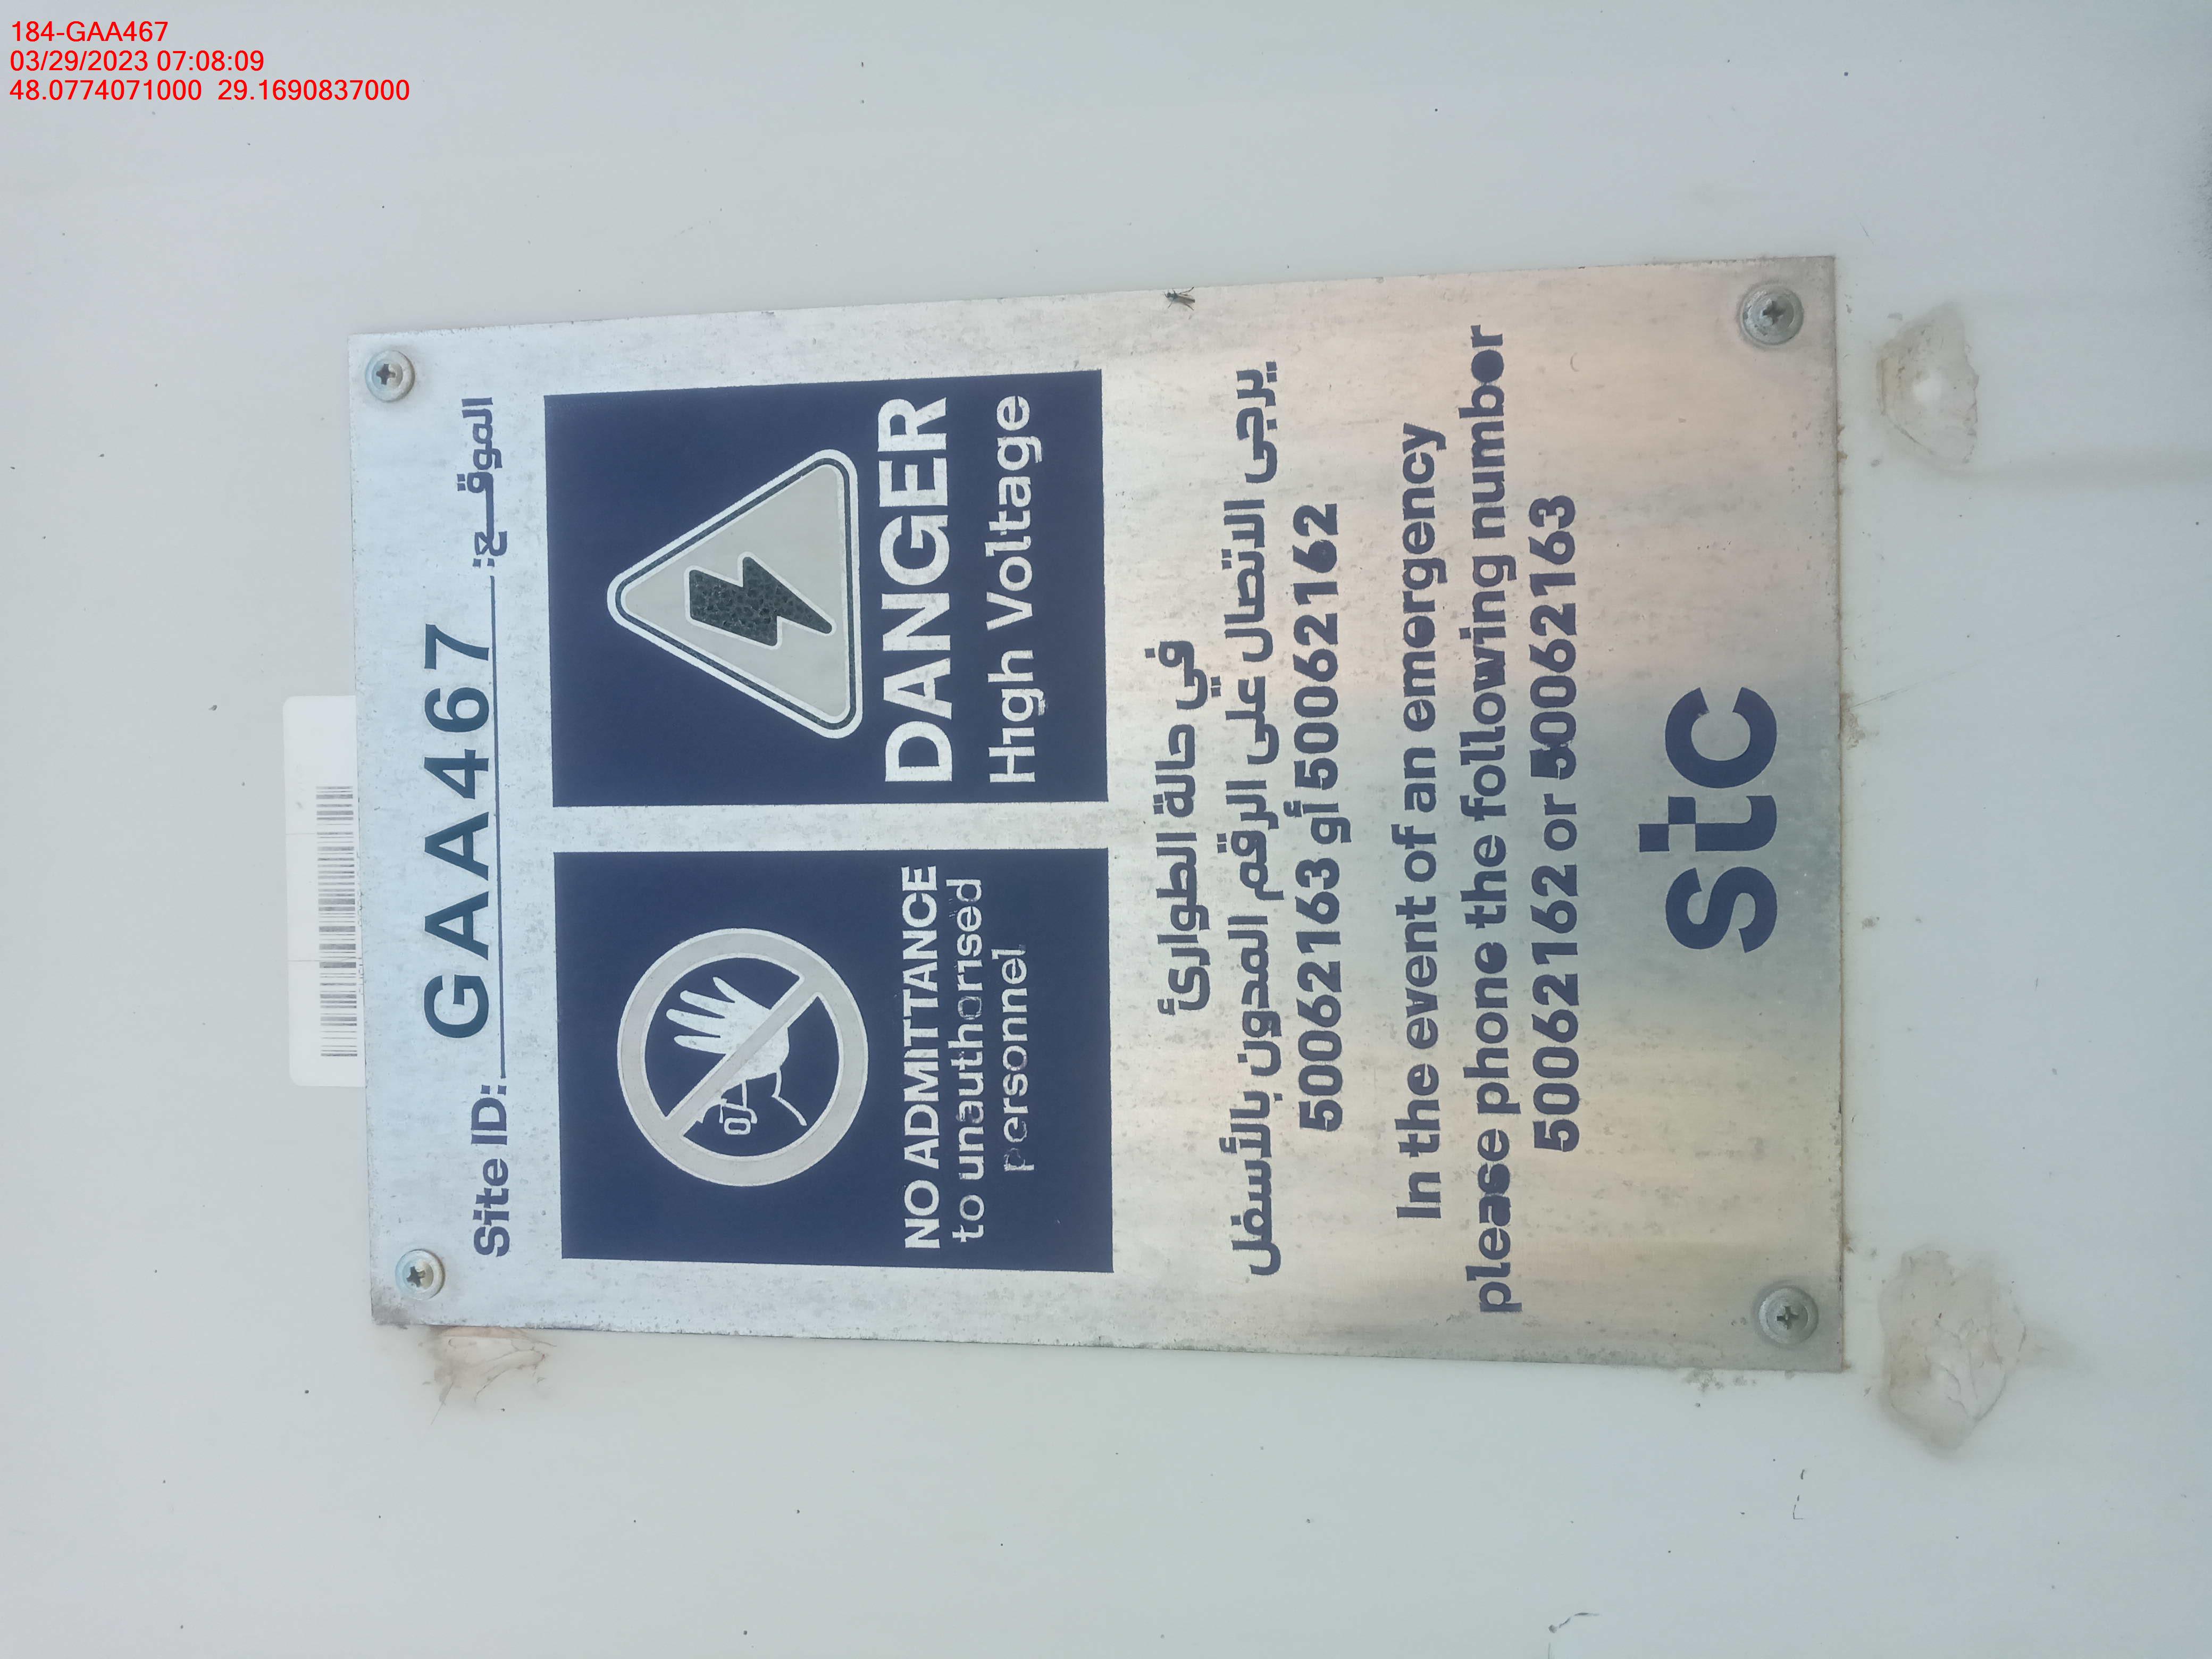 184-GAA467
03/29/2023 07:08:09
48.0774071000 29.1690837000
Site ID: GAA467 الموقــع:
NO ADMITTANCE
to unauthorised
personnel
DANGER
High Voltage
في حالة الطوارئ
يرجى الاتصال على الرقم المدون بالأسفل
50062163 أو 50062162
In the event of an emergency
please phone the following number
50062162 or 50062163
stc